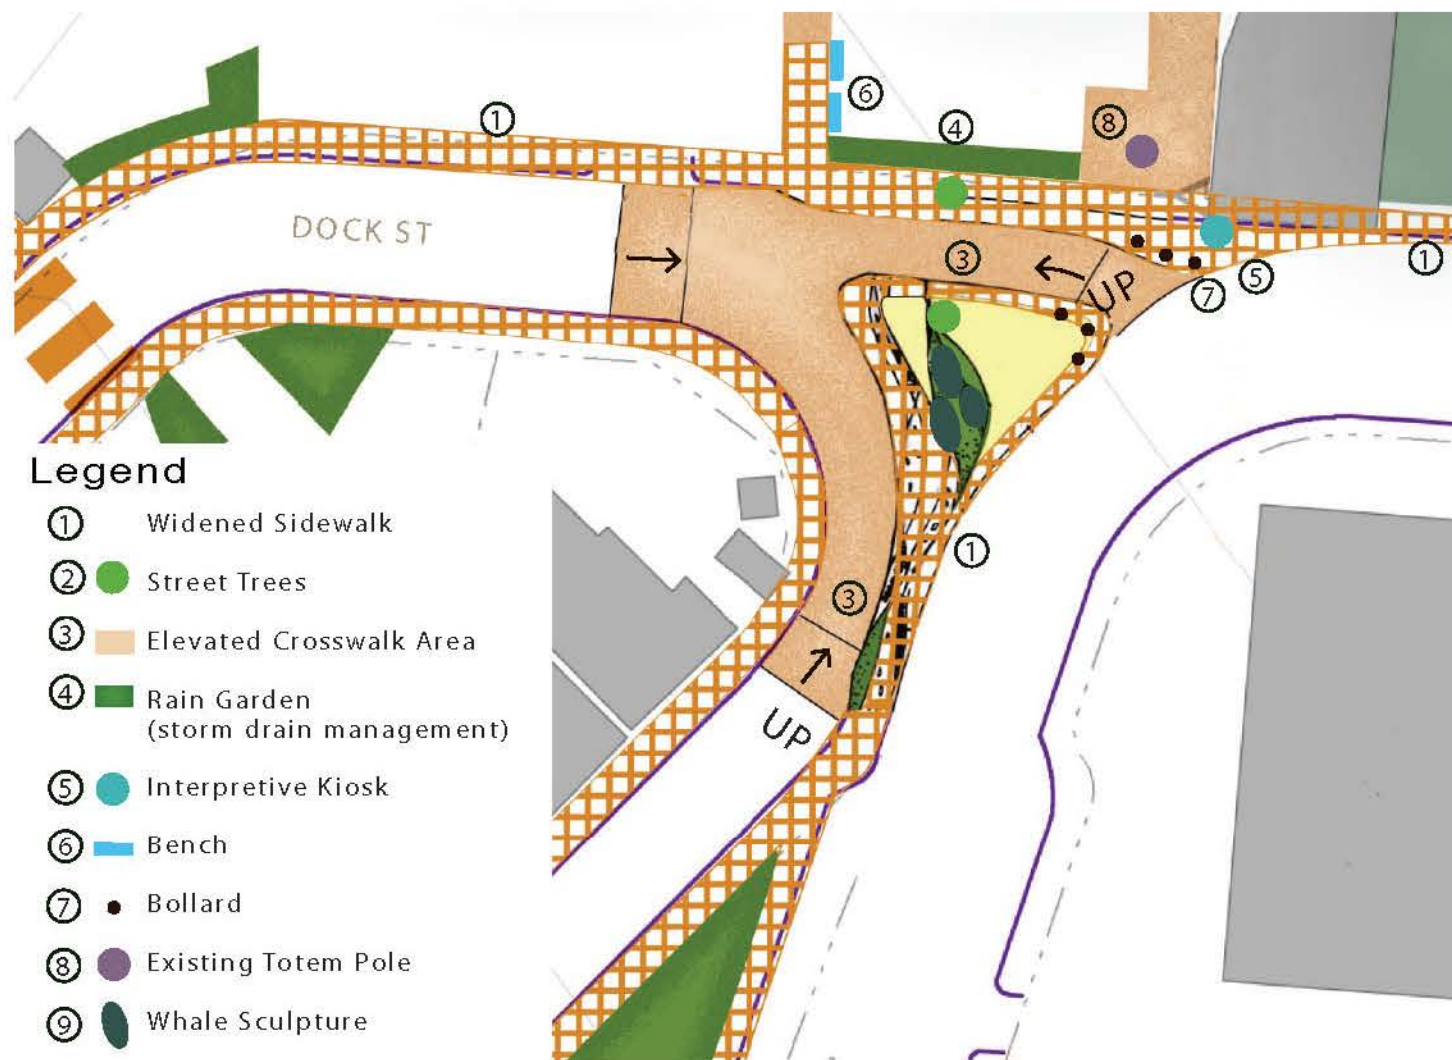 ①
⑥
④
⑧
DOCK ST
③
UP
⑦
⑤
①
①
③
UP
Legend
① Widened Sidewalk
② Street Trees
③ Elevated Crosswalk Area
④ Rain Garden
(storm drain management)
⑤ Interpretive Kiosk
⑥ Bench
⑦ Bollard
⑧ Existing Totem Pole
⑨ Whale Sculpture